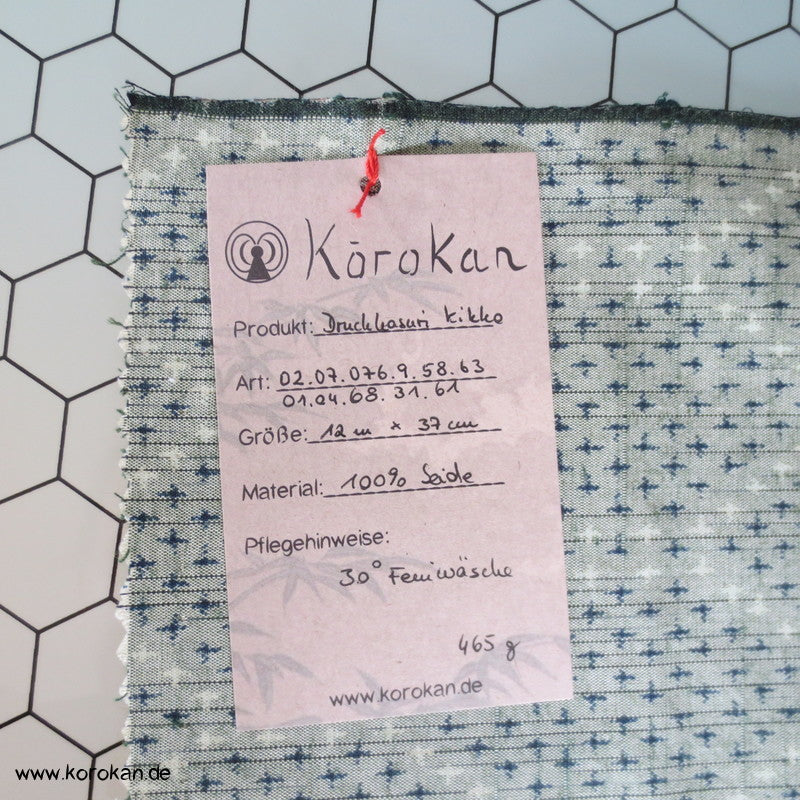 Kōrokan
Produkt: Druckkasuri Kikko
Art: 02.07.076.9.58.63
01.04.68.31.61
Größe: 12 m x 37 cm
Material: 100% Seide
Pflegehinweise:
30° Feinwäsche
465 g
www.korokan.de
www.korokan.de